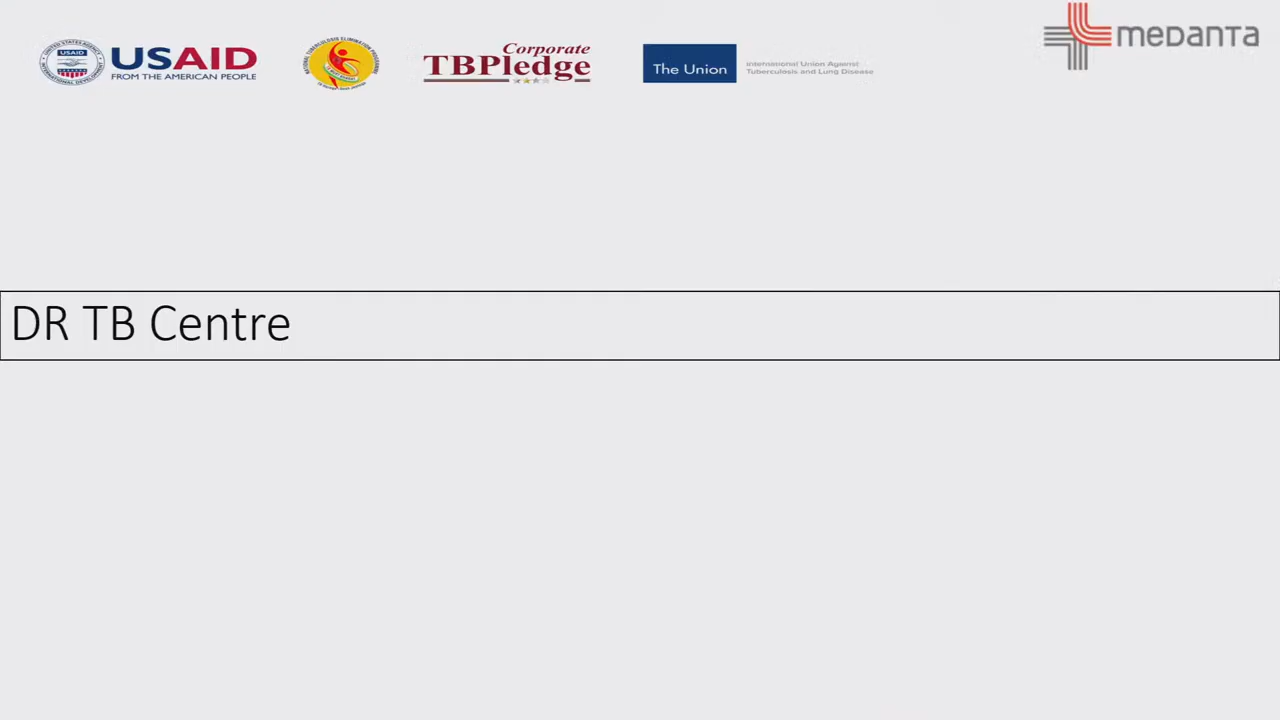 USAID
FROM THE AMERICAN PEOPLE
Corporate
TBPledge
The Union
International Union Against
Tuberculosis and Lung Disease
medanta
DR TB Centre